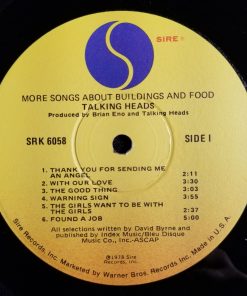 SiRE®
MORE SONGS ABOUT BUILDINGS AND FOOD
TALKING HEADS
Produced by Brian Eno and Talking Heads
SRK 6058
SIDE 1
1. THANK YOU FOR SENDING ME
AN ANGEL 2:11
2. WITH OUR LOVE 3:30
3. THE GOOD THING 3:03
4. WARNING SIGN 3:55
5. THE GIRLS WANT TO BE WITH
THE GIRLS 2:37
6. FOUND A JOB 5:00
All selections written by David Byrne and
published by Index Music/Bleu Disque
Music Co., Inc.-ASCAP
℗1978 Sire
Records, Inc.
Sire Records, Inc. Marketed by Warner Bros. Records Inc.